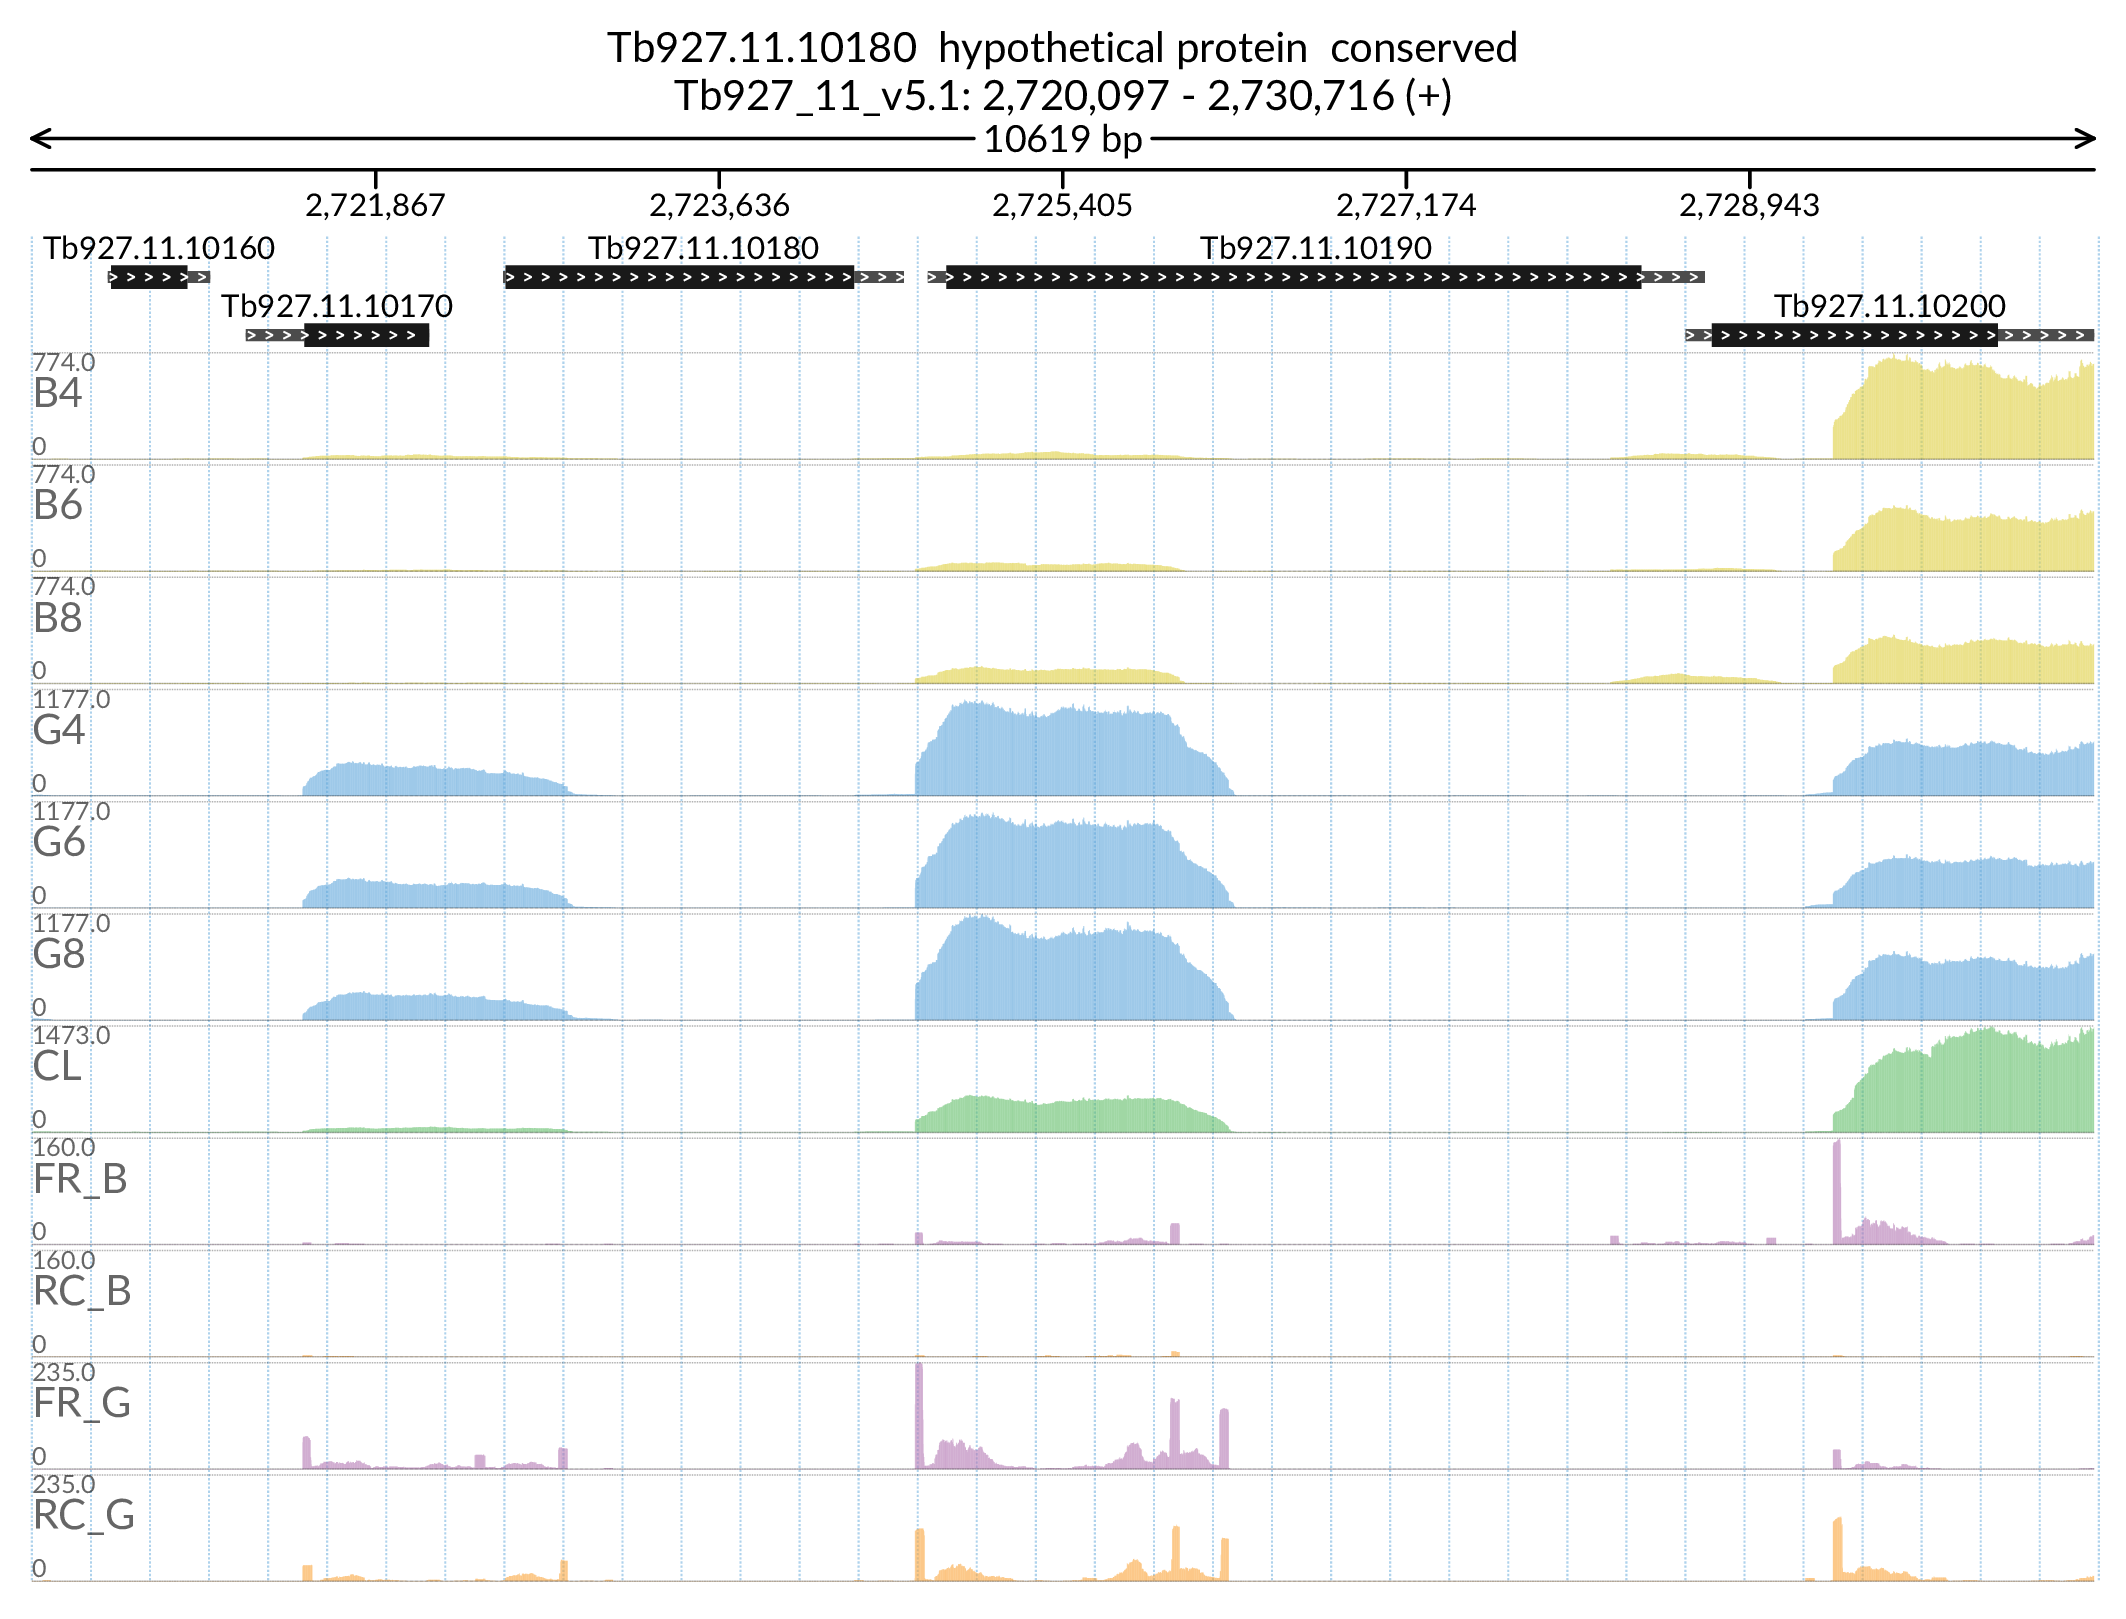 Tb927.11.10180  hypothetical protein  conserved
Tb927_11_v5.1: 2,720,097 - 2,730,716 (+)
10619 bp
2,721,867 2,723,636 2,725,405 2,727,174 2,728,943
Tb927.11.10160 Tb927.11.10180 Tb927.11.10190
Tb927.11.10170 Tb927.11.10200
774.0
B4
0
774.0
B6
0
774.0
B8
0
1177.0
G4
0
1177.0
G6
0
1177.0
G8
0
1473.0
CL
0
160.0
FR_B
0
160.0
RC_B
0
235.0
FR_G
0
235.0
RC_G
0